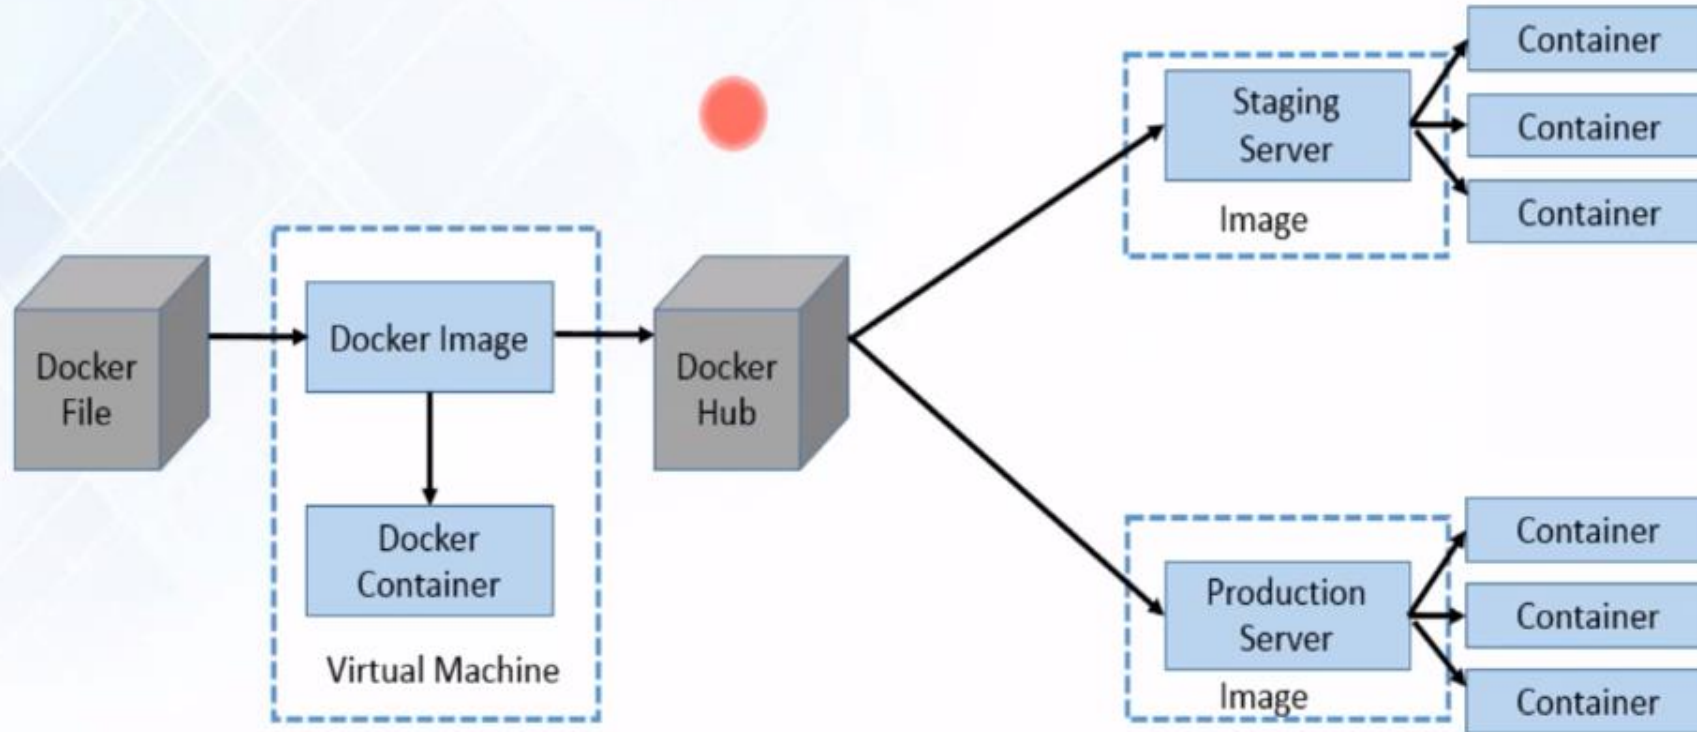 Docker
File
Docker Image
Docker
Container
Virtual Machine
Docker
Hub
Staging
Server
Image
Container
Container
Container
Production
Server
Image
Container
Container
Container